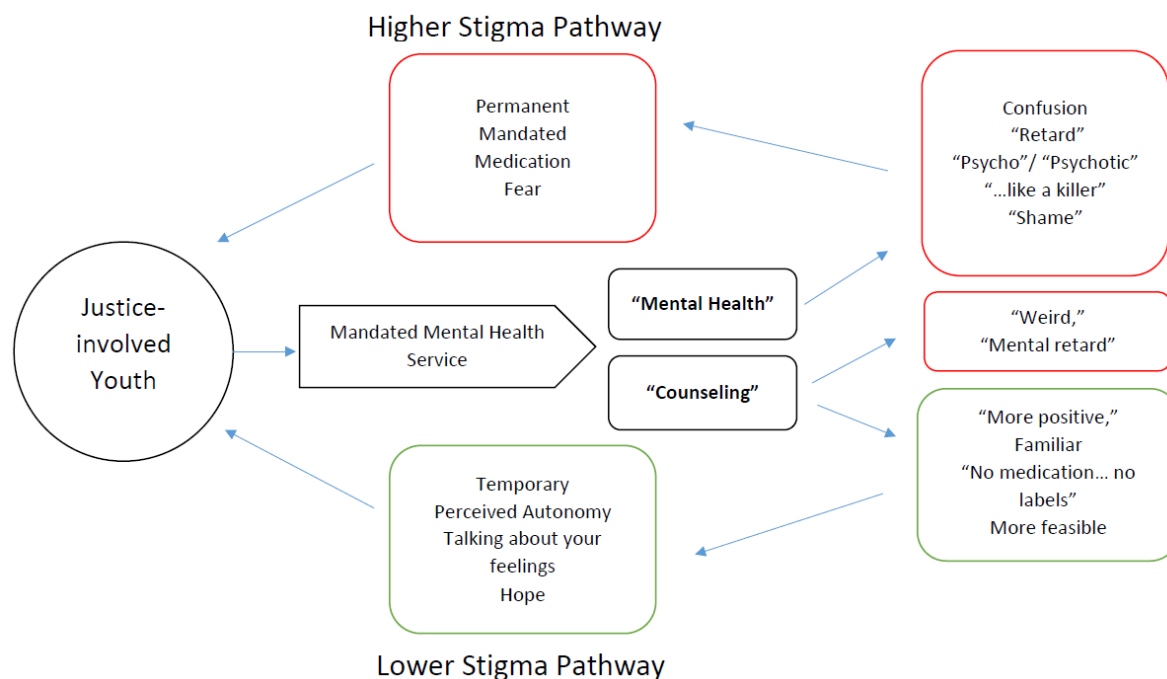 Higher Stigma Pathway
Permanent
Mandated
Medication
Fear
Confusion
“Retard”
“Psycho”/ “Psychotic”
“...like a killer”
“Shame”
Justice-
involved
Youth
Mandated Mental Health
Service
“Mental Health”
“Counseling”
“Weird,”
“Mental retard”
“More positive,”
Familiar
“No medication... no
labels”
More feasible
Temporary
Perceived Autonomy
Talking about your
feelings
Hope
Lower Stigma Pathway